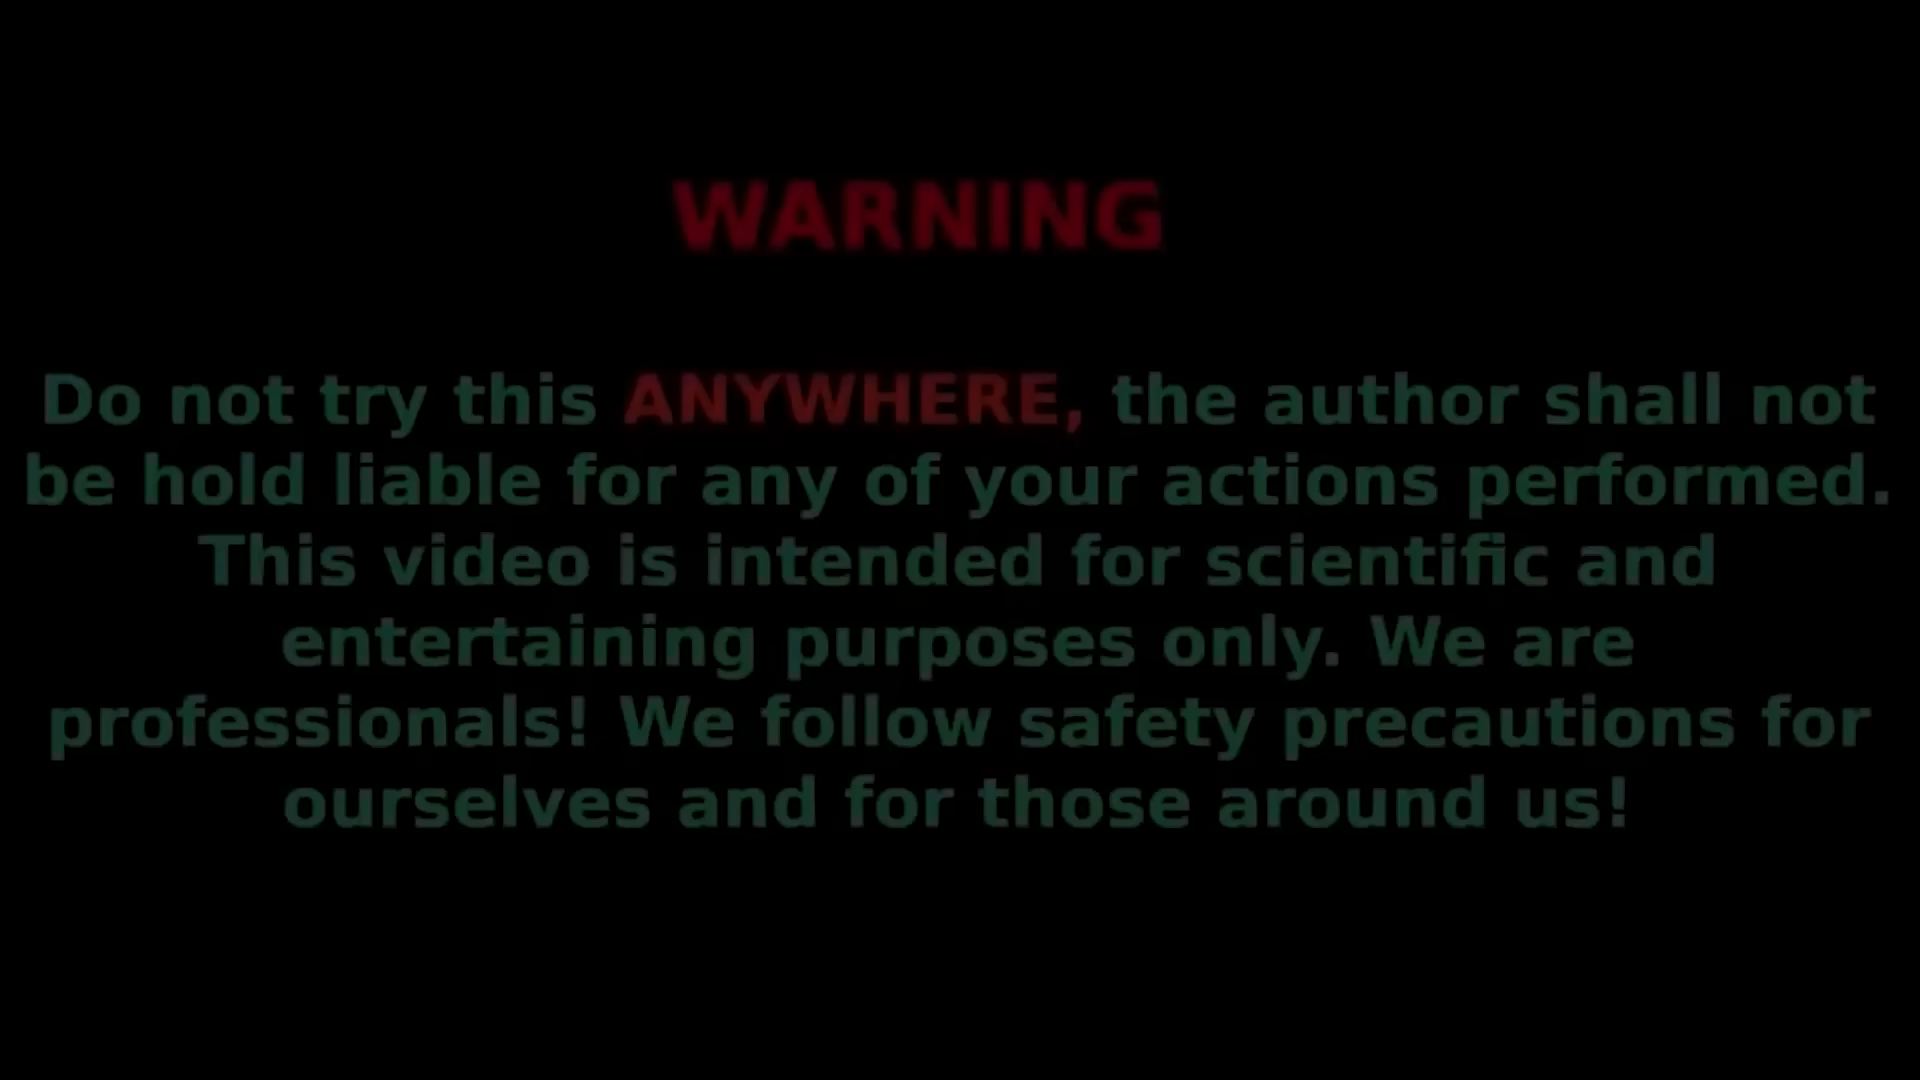 WARNING
Do not try this ANYWHERE, the author shall not
be hold liable for any of your actions performed.
This video is intended for scientific and
entertaining purposes only. We are
professionals! We follow safety precautions for
ourselves and for those around us!